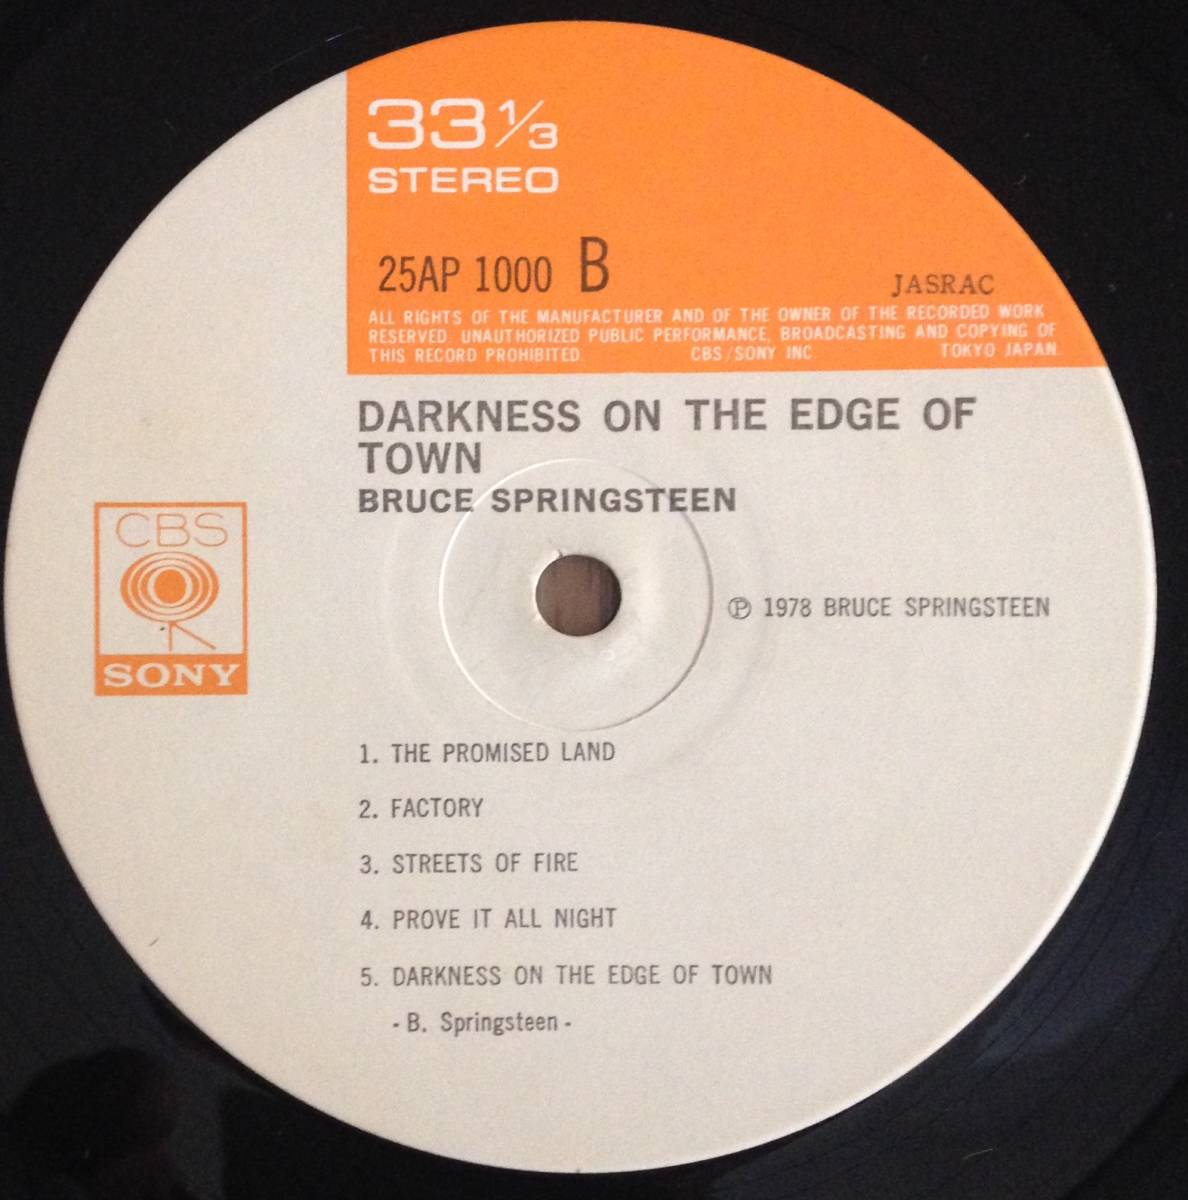 33 1/3
STEREO
25AP 1000 B
JASRAC
ALL RIGHTS OF THE MANUFACTURER AND OF THE OWNER OF THE RECORDED WORK
RESERVED. UNAUTHORIZED PUBLIC PERFORMANCE, BROADCASTING AND COPYING OF
THIS RECORD PROHIBITED. CBS/SONY INC. TOKYO JAPAN
DARKNESS ON THE EDGE OF
TOWN
BRUCE SPRINGSTEEN
CBS
SONY
Ⓟ 1978 BRUCE SPRINGSTEEN
1. THE PROMISED LAND
2. FACTORY
3. STREETS OF FIRE
4. PROVE IT ALL NIGHT
5. DARKNESS ON THE EDGE OF TOWN
- B. Springsteen -